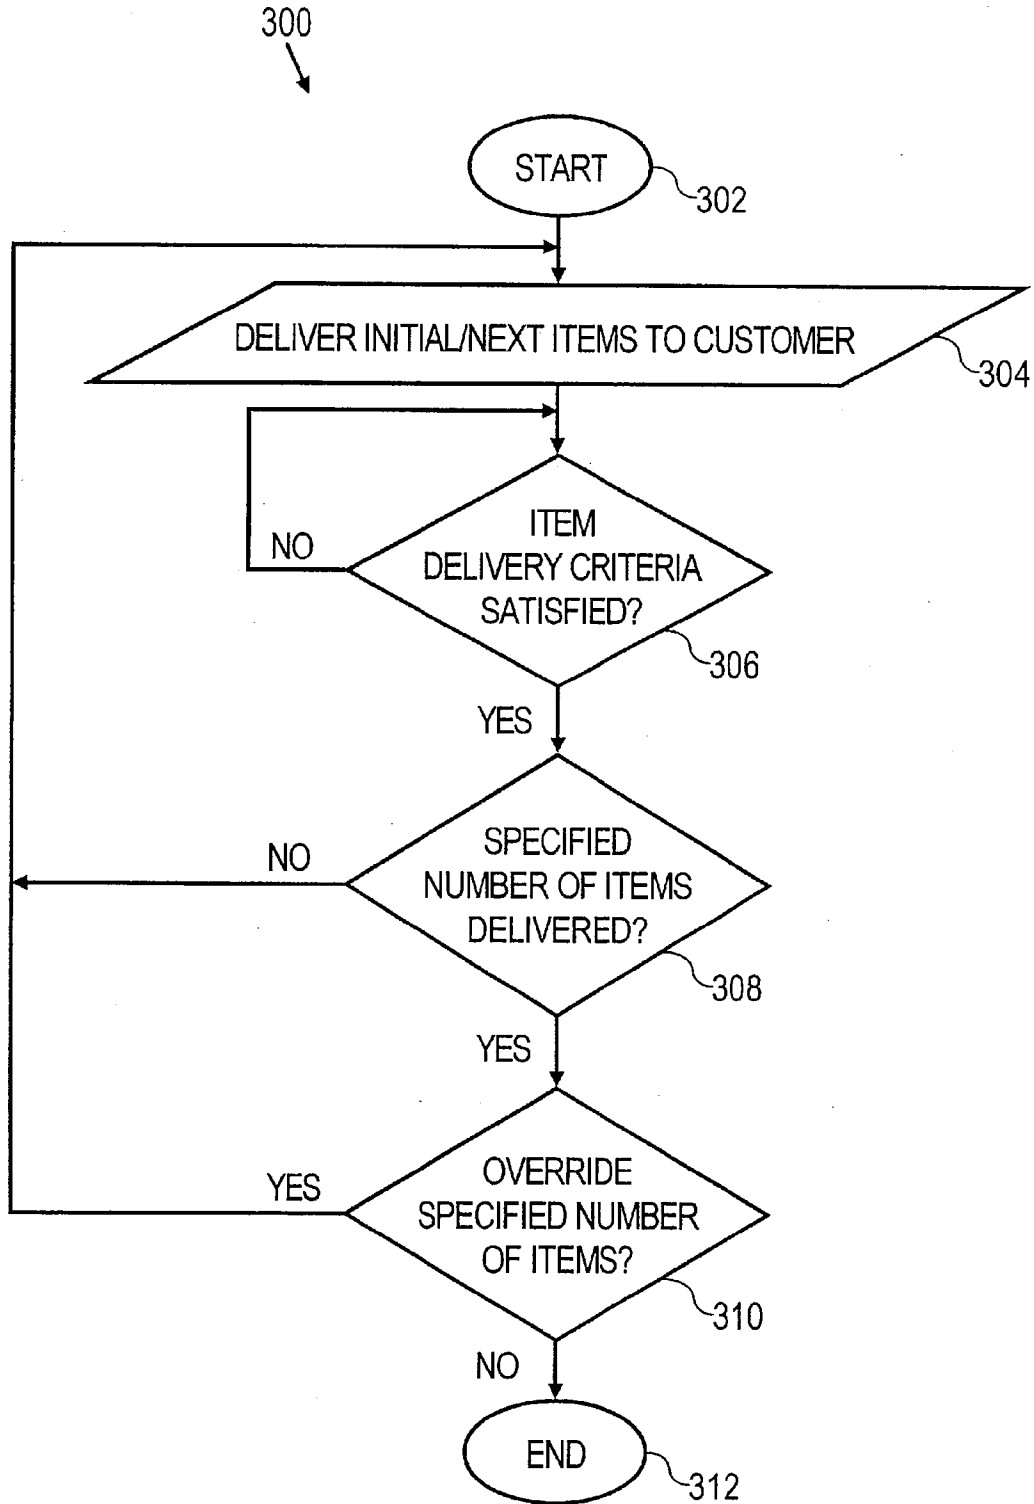 300
START
302
DELIVER INITIAL/NEXT ITEMS TO CUSTOMER
304
ITEM
DELIVERY CRITERIA
SATISFIED?
NO
306
YES
SPECIFIED
NUMBER OF ITEMS
DELIVERED?
NO
308
YES
OVERRIDE
SPECIFIED NUMBER
OF ITEMS?
YES
310
NO
END
312